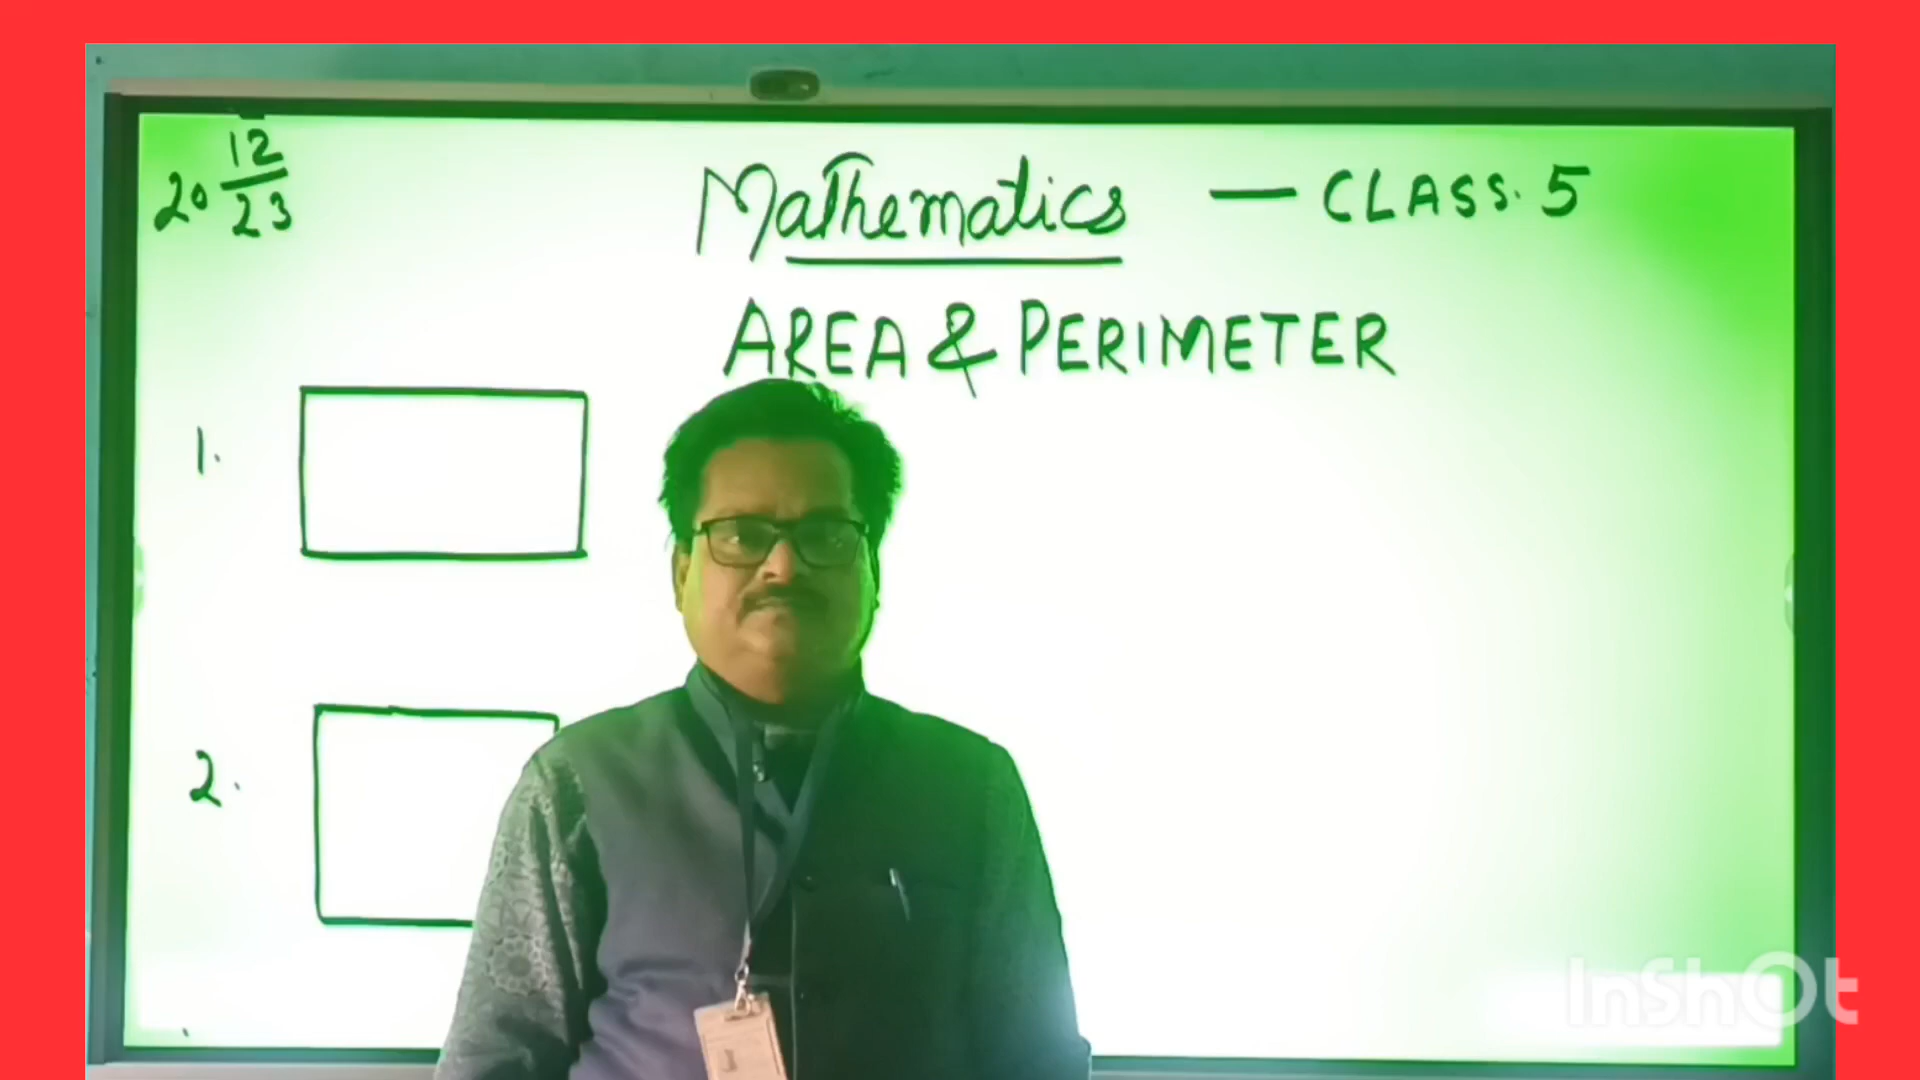 20 12/23
Mathematics — CLASS. 5
AREA & PERIMETER
1.
2.
InShOt